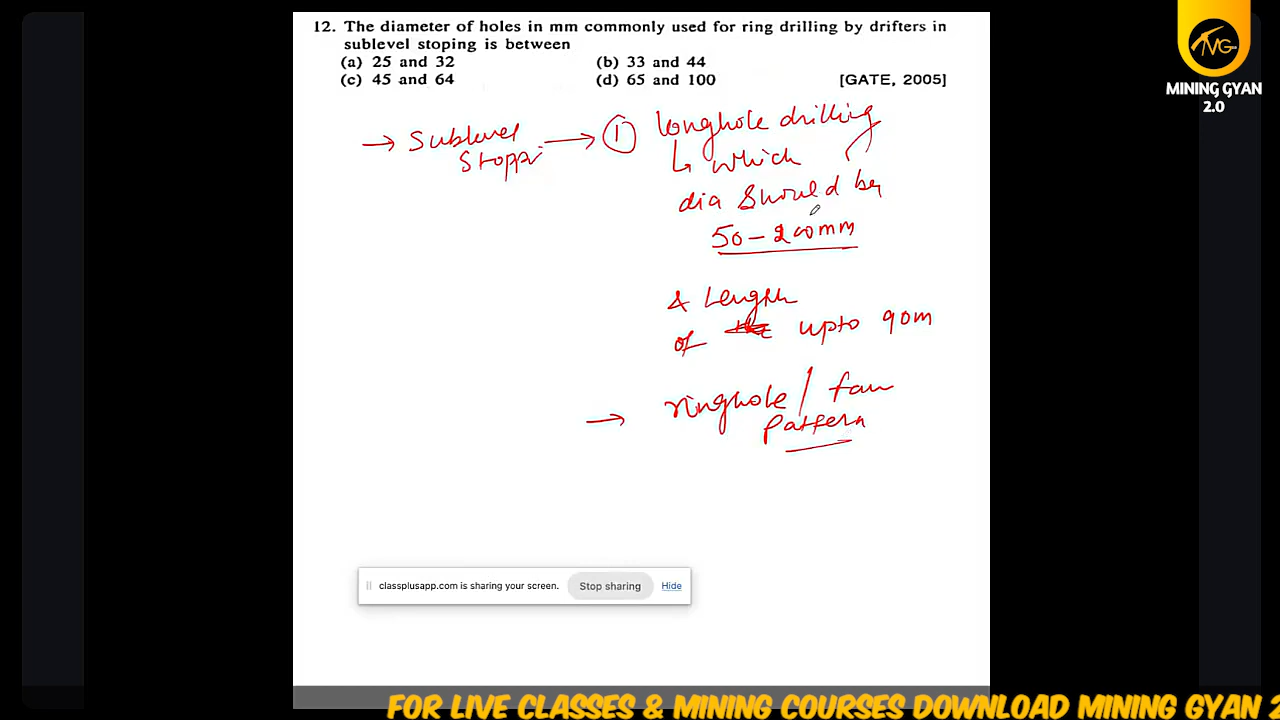 12. The diameter of holes in mm commonly used for ring drilling by drifters in
sublevel stoping is between
(a) 25 and 32 (b) 33 and 44
(c) 45 and 64 (d) 65 and 100 [GATE, 2005]
TMG
MINING GYAN
2.0
→ Sublevel → ① longhole drilling
Stopp
↳ which
dia Should be
50 - 200mm
& Length
of upto 90m
→ ringhole / fan
pattern
classplusapp.com is sharing your screen. Stop sharing Hide
FOR LIVE CLASSES & MINING COURSES DOWNLOAD MINING GYAN 2